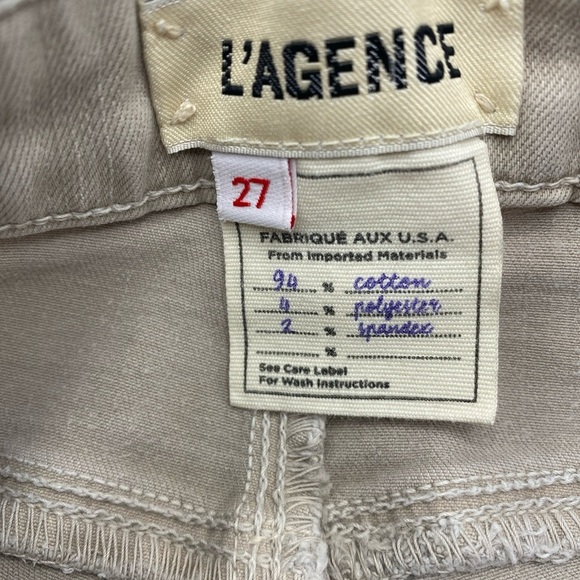 L'AGENCE
27
FABRIQUÉ AUX U.S.A.
From Imported Materials
94 % cotton
4 % polyester
2 % spandex
%
See Care Label
For Wash Instructions